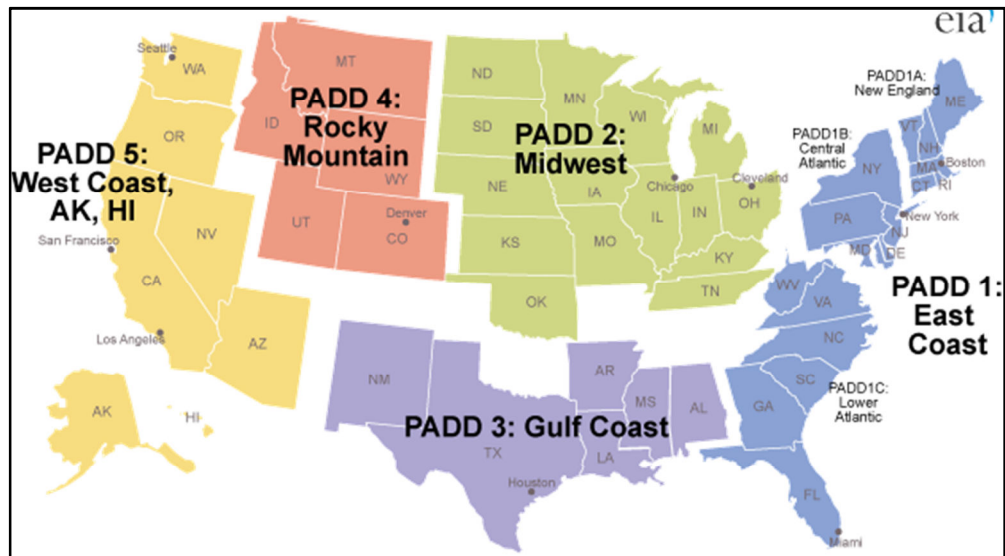 eia
Seattle
WA
OR
PADD 5:
West Coast,
AK, HI
San Francisco
NV
CA
Los Angeles
AZ
AK
HI
MT
PADD 4:
ID
Rocky
Mountain
WY
UT
Denver
CO
ND
MN
SD
WI
MI
PADD 2:
Midwest
NE
IA
Chicago
Cleveland
IL
IN
OH
KS
MO
KY
OK
TN
NM
AR
MS
AL
PADD 3: Gulf Coast
TX
LA
Houston
PADD1A:
New England
ME
VT
NH
PADD1B:
Central
Atlantic
NY
MA
Boston
CT
RI
PA
New York
NJ
MD
DE
WV
VA
PADD 1:
East
Coast
NC
SC
PADD1C:
Lower
Atlantic
GA
FL
Miami